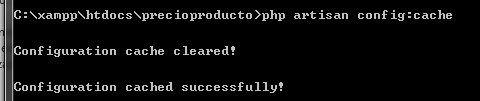 C:\xampp\htdocs\precioproducto>php artisan config:cache
Configuration cache cleared!
Configuration cached successfully!